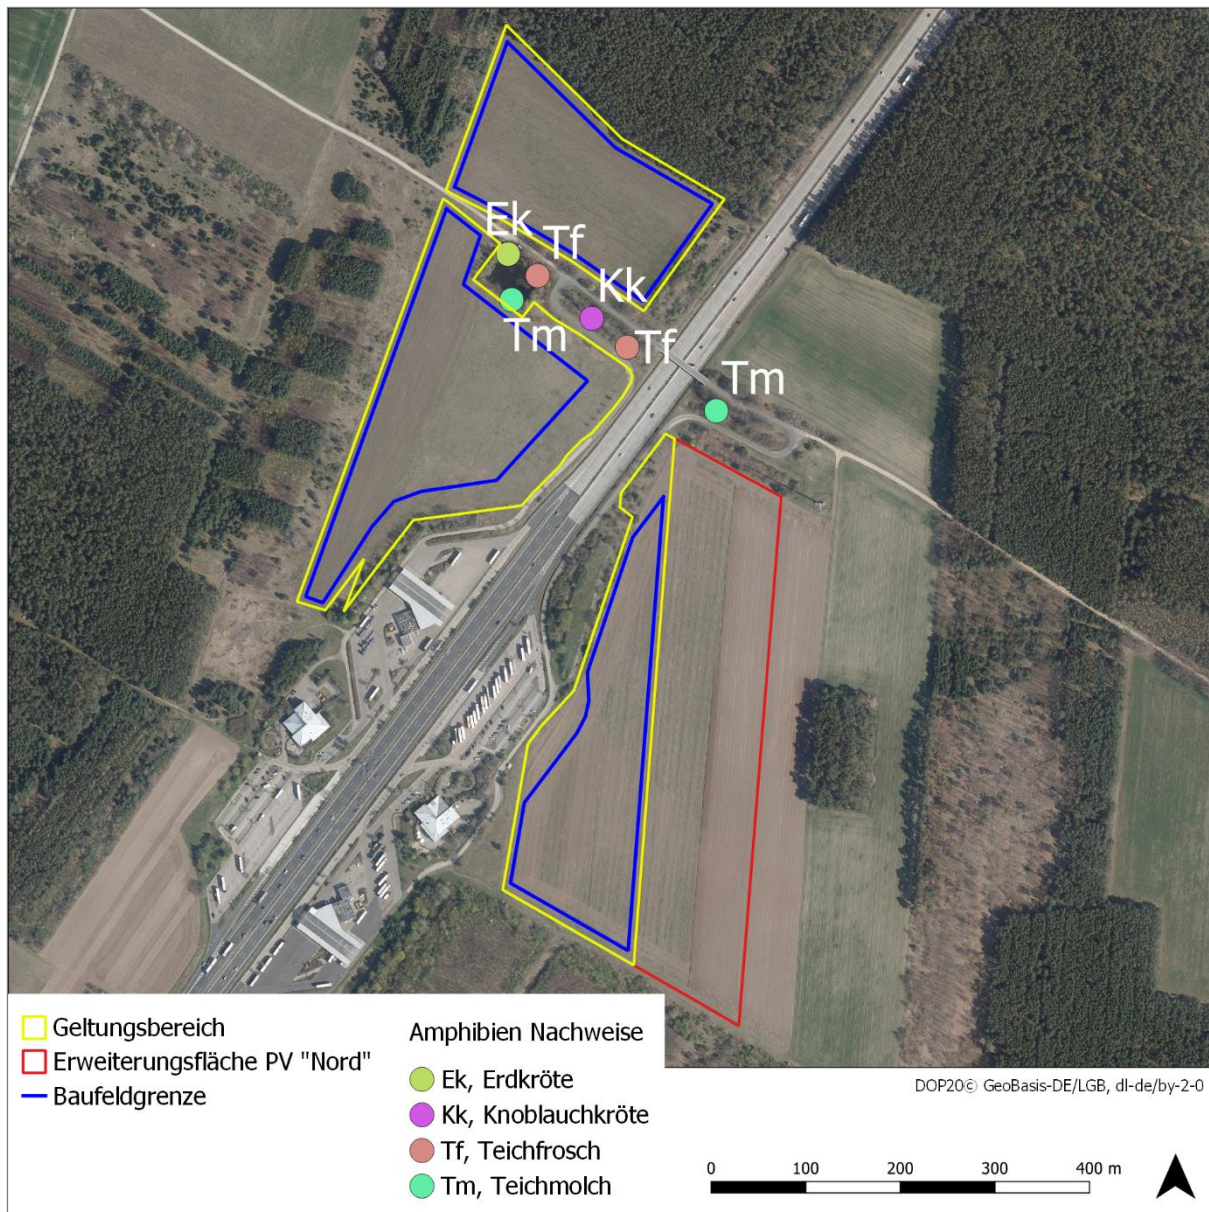 Ek
Tf
Kk
Tm
Tf
Tm
Geltungsbereich
Erweiterungsfläche PV "Nord"
Baufeldgrenze
Amphibien Nachweise
Ek, Erdkröte
Kk, Knoblauchkröte
Tf, Teichfrosch
Tm, Teichmolch
DOP20© GeoBasis-DE/LGB, dl-de/by-2-0
0 100 200 300 400 m